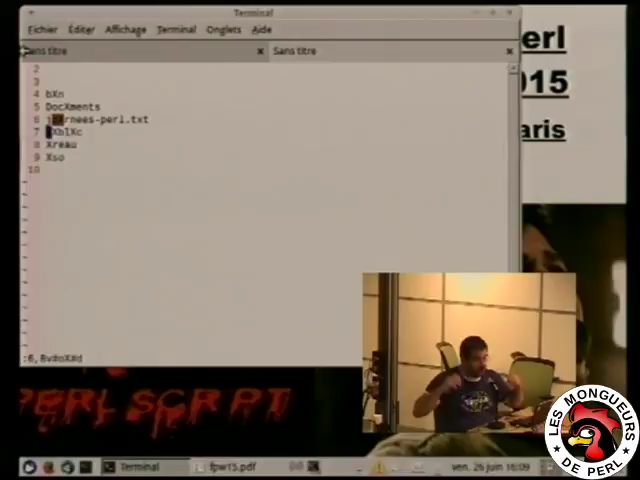 Terminal
Fichier Éditer Affichage Terminal Onglets Aide
Sans titre
Sans titre
2
3
4 bXn
5 DocXments
6 rnees-perl.txt
7 XblXc
8 Xreau
9 Xso
10
erl
015
aris
PERL SCRPT
Terminal
fpw15.pdf
ven. 26 juin 16:09
LES MONGUEURS
DE PERL